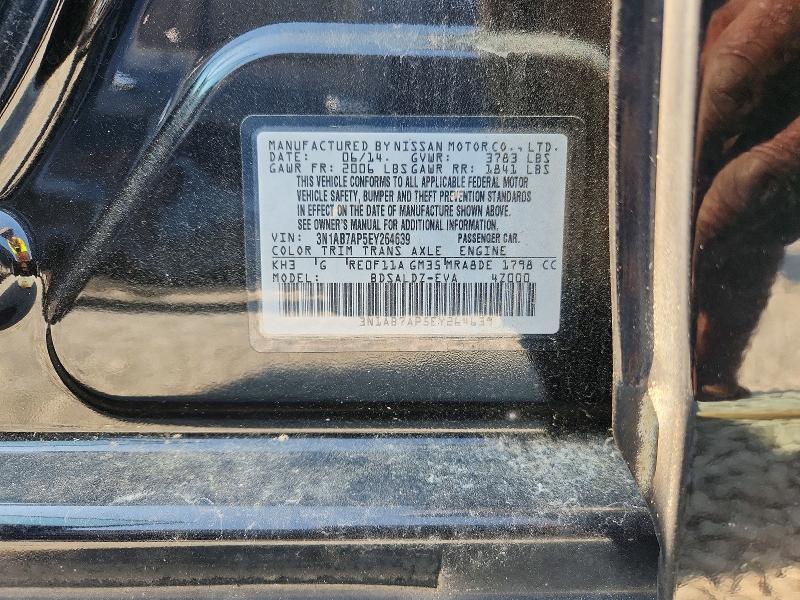 MANUFACTURED BY NISSAN MOTOR CO., LTD.
DATE: 06/14. GVWR: 3783 LBS
GAWR FR: 2006 LBS GAWR RR: 1841 LBS
THIS VEHICLE CONFORMS TO ALL APPLICABLE FEDERAL MOTOR
VEHICLE SAFETY, BUMPER AND THEFT PREVENTION STANDARDS
IN EFFECT ON THE DATE OF MANUFACTURE SHOWN ABOVE.
SEE OWNER'S MANUAL FOR ADDITIONAL INFORMATION.
VIN: 3N1AB7AP5EY264639 PASSENGER CAR.
COLOR TRIM TRANS AXLE ENGINE
KH3 G RE0F11A GM35 MRA8DE 1798 CC
MODEL: BDSALDZ-EVA 4Z000
3N1AB7AP5EY264639